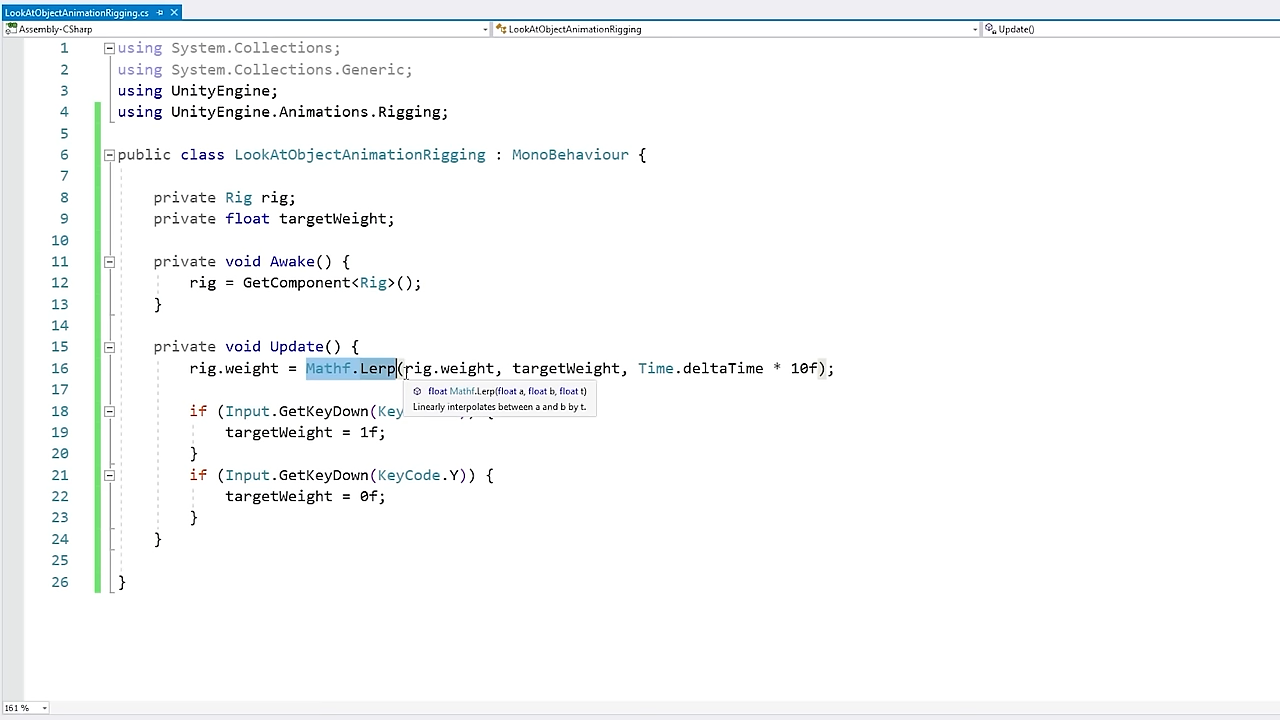 LookAtObjectAnimationRigging.cs
Assembly-CSharp LookAtObjectAnimationRigging Update()
1 using System.Collections;
2 using System.Collections.Generic;
3 using UnityEngine;
4 using UnityEngine.Animations.Rigging;
5
6 public class LookAtObjectAnimationRigging : MonoBehaviour {
7
8 private Rig rig;
9 private float targetWeight;
10
11 private void Awake() {
12 rig = GetComponent<Rig>();
13 }
14
15 private void Update() {
16 rig.weight = Mathf.Lerp(rig.weight, targetWeight, Time.deltaTime * 10f);
float Mathf.Lerp(float a, float b, float t)
17
Linearly interpolates between a and b by t.
18 if (Input.GetKeyDown(Key
19 targetWeight = 1f;
20 }
21 if (Input.GetKeyDown(KeyCode.Y)) {
22 targetWeight = 0f;
23 }
24 }
25
26 }
161 %